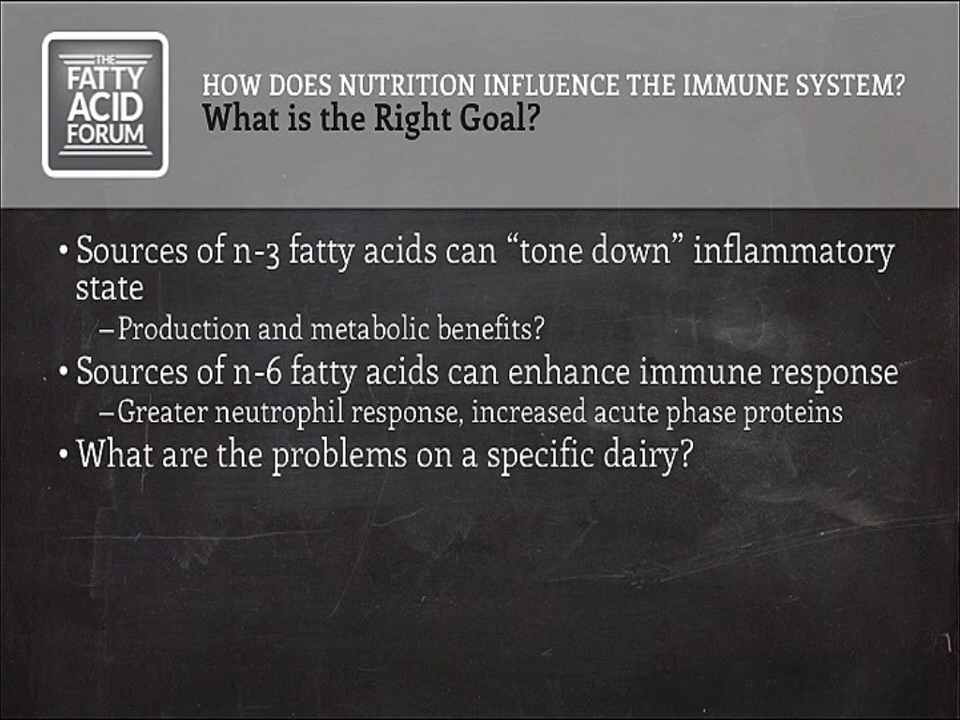 THE
FATTY
ACID
FORUM
HOW DOES NUTRITION INFLUENCE THE IMMUNE SYSTEM?
What is the Right Goal?
• Sources of n-3 fatty acids can “tone down” inflammatory
state
–Production and metabolic benefits?
• Sources of n-6 fatty acids can enhance immune response
–Greater neutrophil response, increased acute phase proteins
• What are the problems on a specific dairy?